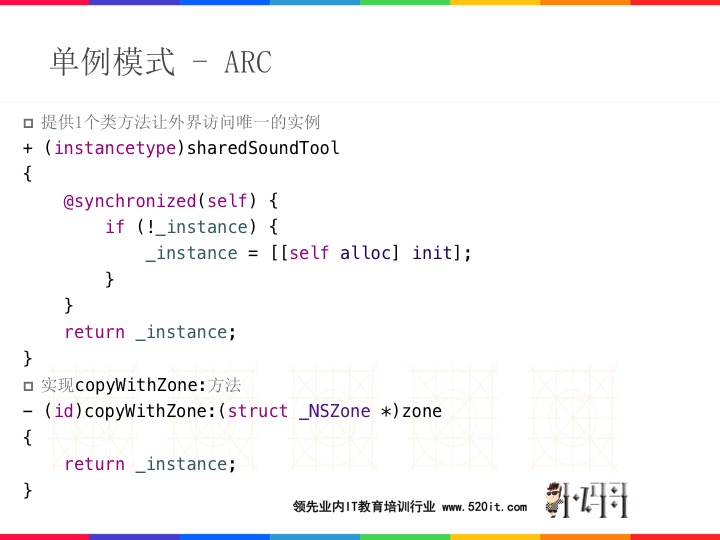 单例模式 - ARC
提供1个类方法让外界访问唯一的实例
+ (instancetype)sharedSoundTool
{
    @synchronized(self) {
        if (!_instance) {
            _instance = [[self alloc] init];
        }
    }
    return _instance;
}
实现copyWithZone:方法
- (id)copyWithZone:(struct _NSZone *)zone
{
    return _instance;
}
领先业内IT教育培训行业 www.520it.com
小码哥